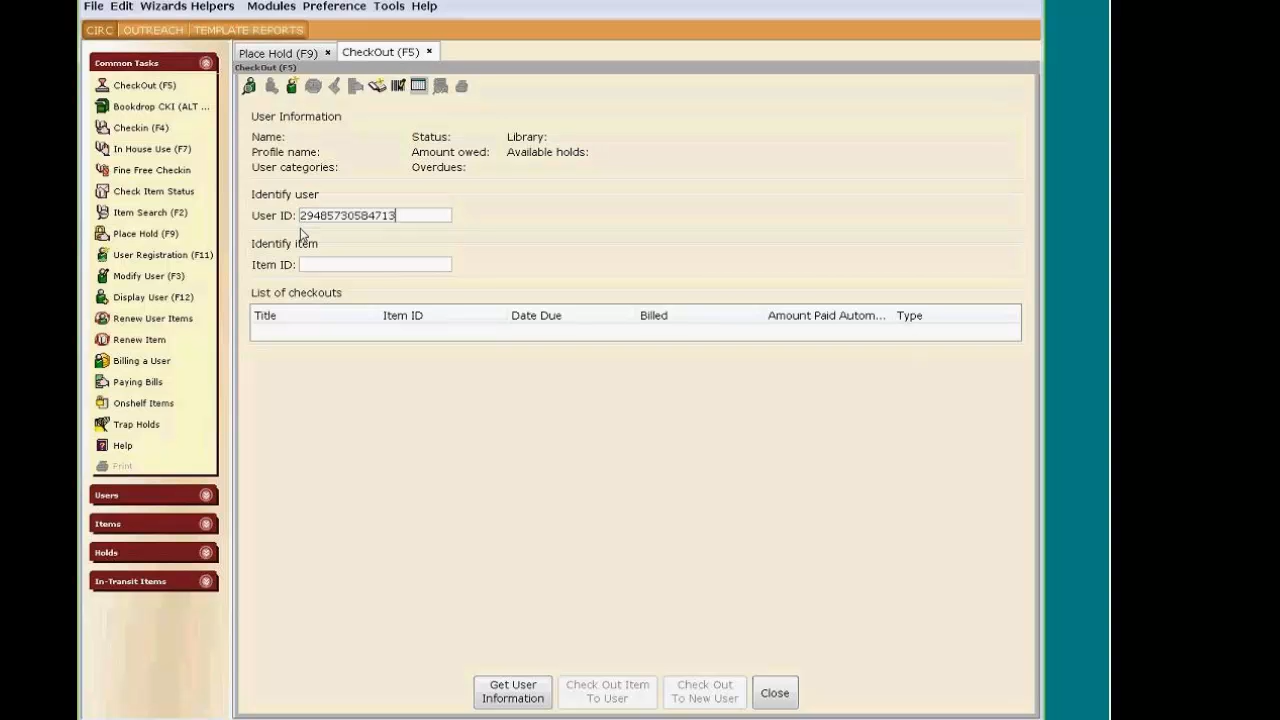 File Edit Wizards Helpers Modules Preference Tools Help
CIRC OUTREACH TEMPLATE REPORTS
Common Tasks
CheckOut (F5)
Bookdrop CKI (ALT ...
Checkin (F4)
In House Use (F7)
Fine Free Checkin
Check Item Status
Item Search (F2)
Place Hold (F9)
User Registration (F11)
Modify User (F3)
Display User (F12)
Renew User Items
Renew Item
Billing a User
Paying Bills
Onshelf Items
Trap Holds
Help
Print
Users
Items
Holds
In-Transit Items
Place Hold (F9) × CheckOut (F5) ×
CheckOut (F5)
User Information
Name: Status: Library:
Profile name: Amount owed: Available holds:
User categories: Overdues:
Identify user
User ID: 29485730584713
Identify item
Item ID:
List of checkouts
Title Item ID Date Due Billed Amount Paid Autom... Type
Get User Information
Check Out Item To User
Check Out To New User
Close